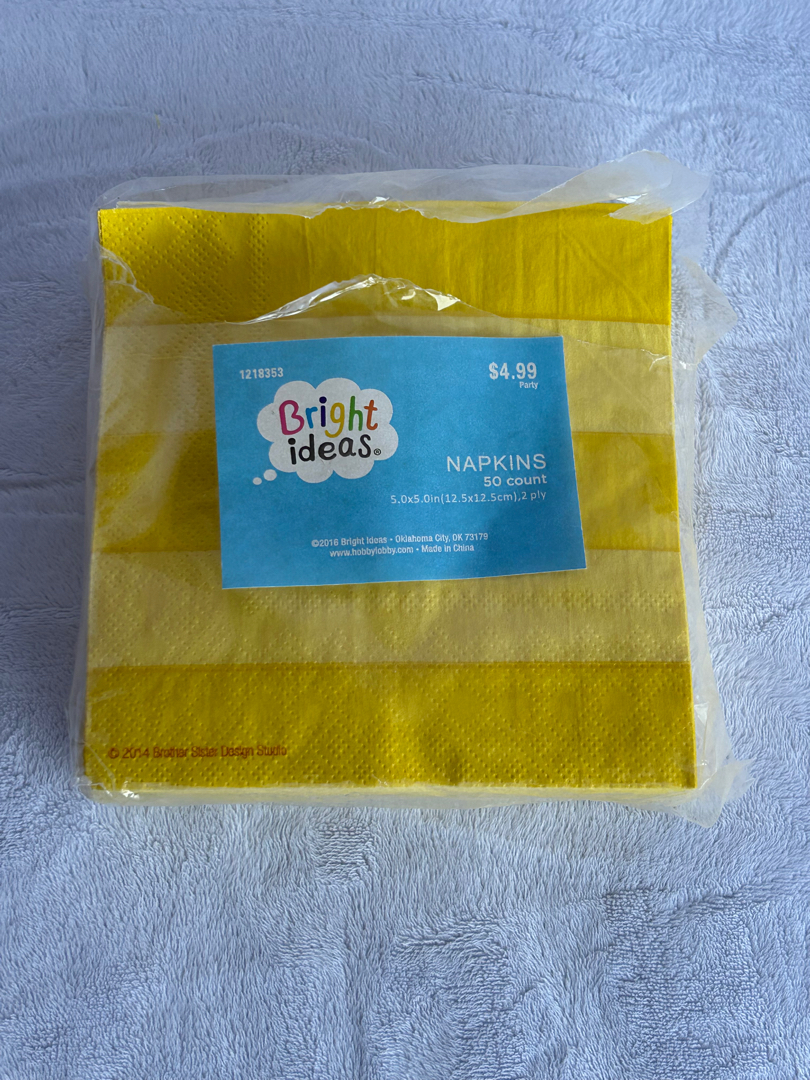 1218353
$4.99
Party
Bright
ideas®
NAPKINS
50 count
5.0x5.0in(12.5x12.5cm),2 ply
©2016 Bright Ideas • Oklahoma City, OK 73179
www.hobbylobby.com • Made in China
© 2014 Brother Sister Design Studio